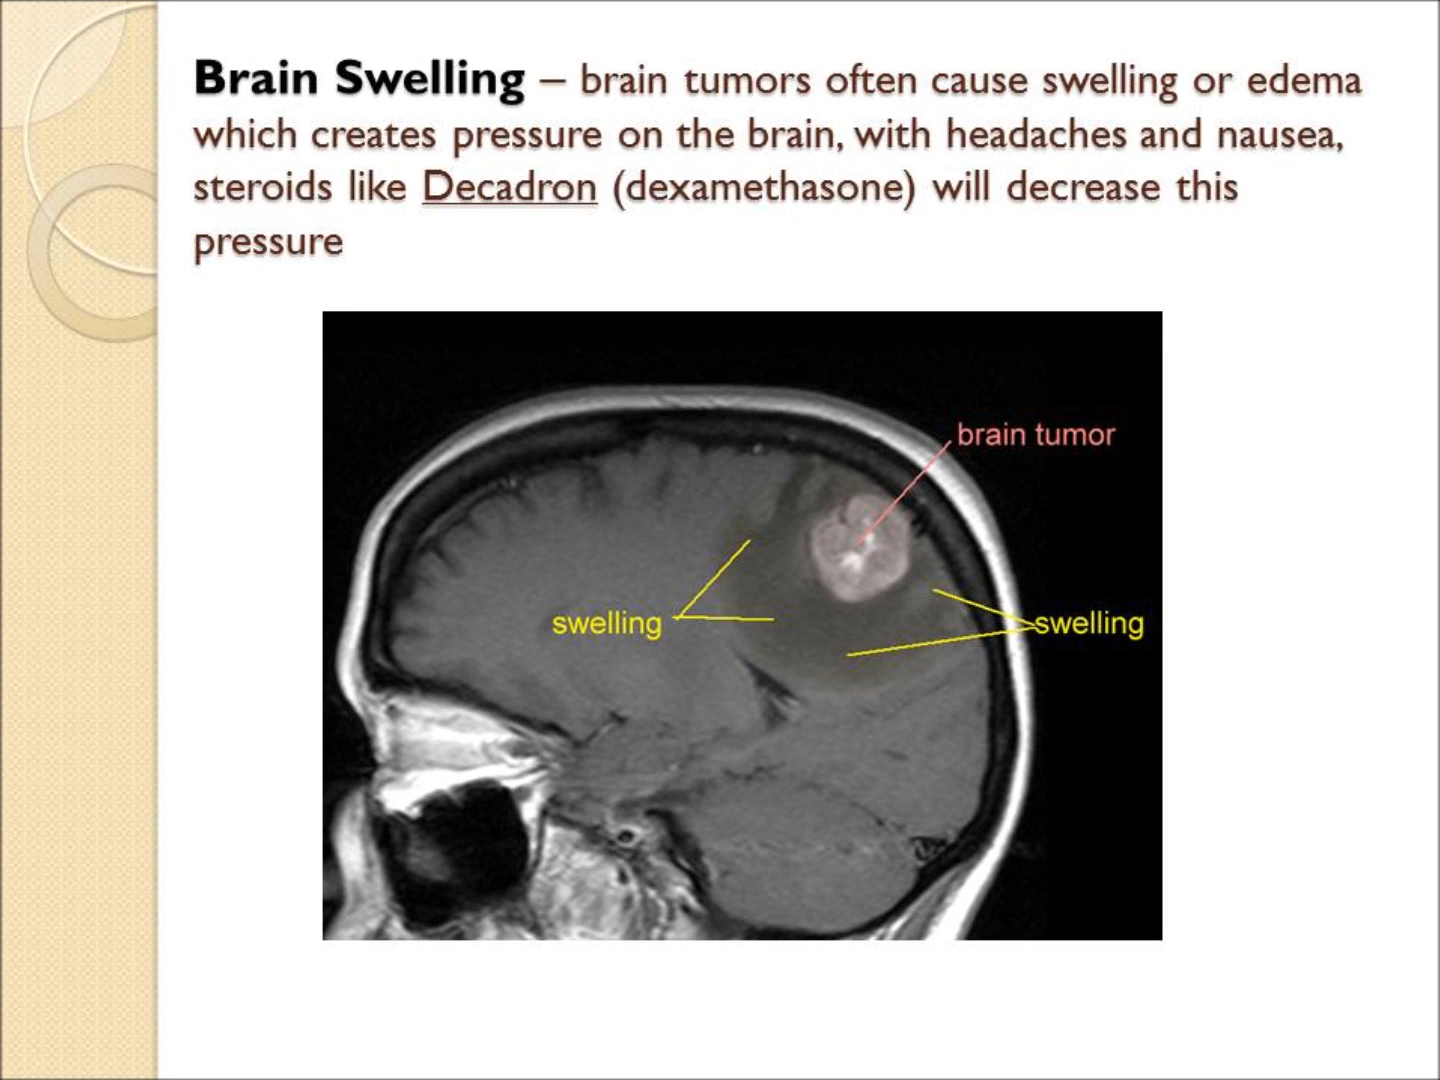 Brain Swelling – brain tumors often cause swelling or edema
which creates pressure on the brain, with headaches and nausea,
steroids like Decadron (dexamethasone) will decrease this
pressure
brain tumor
swelling
swelling